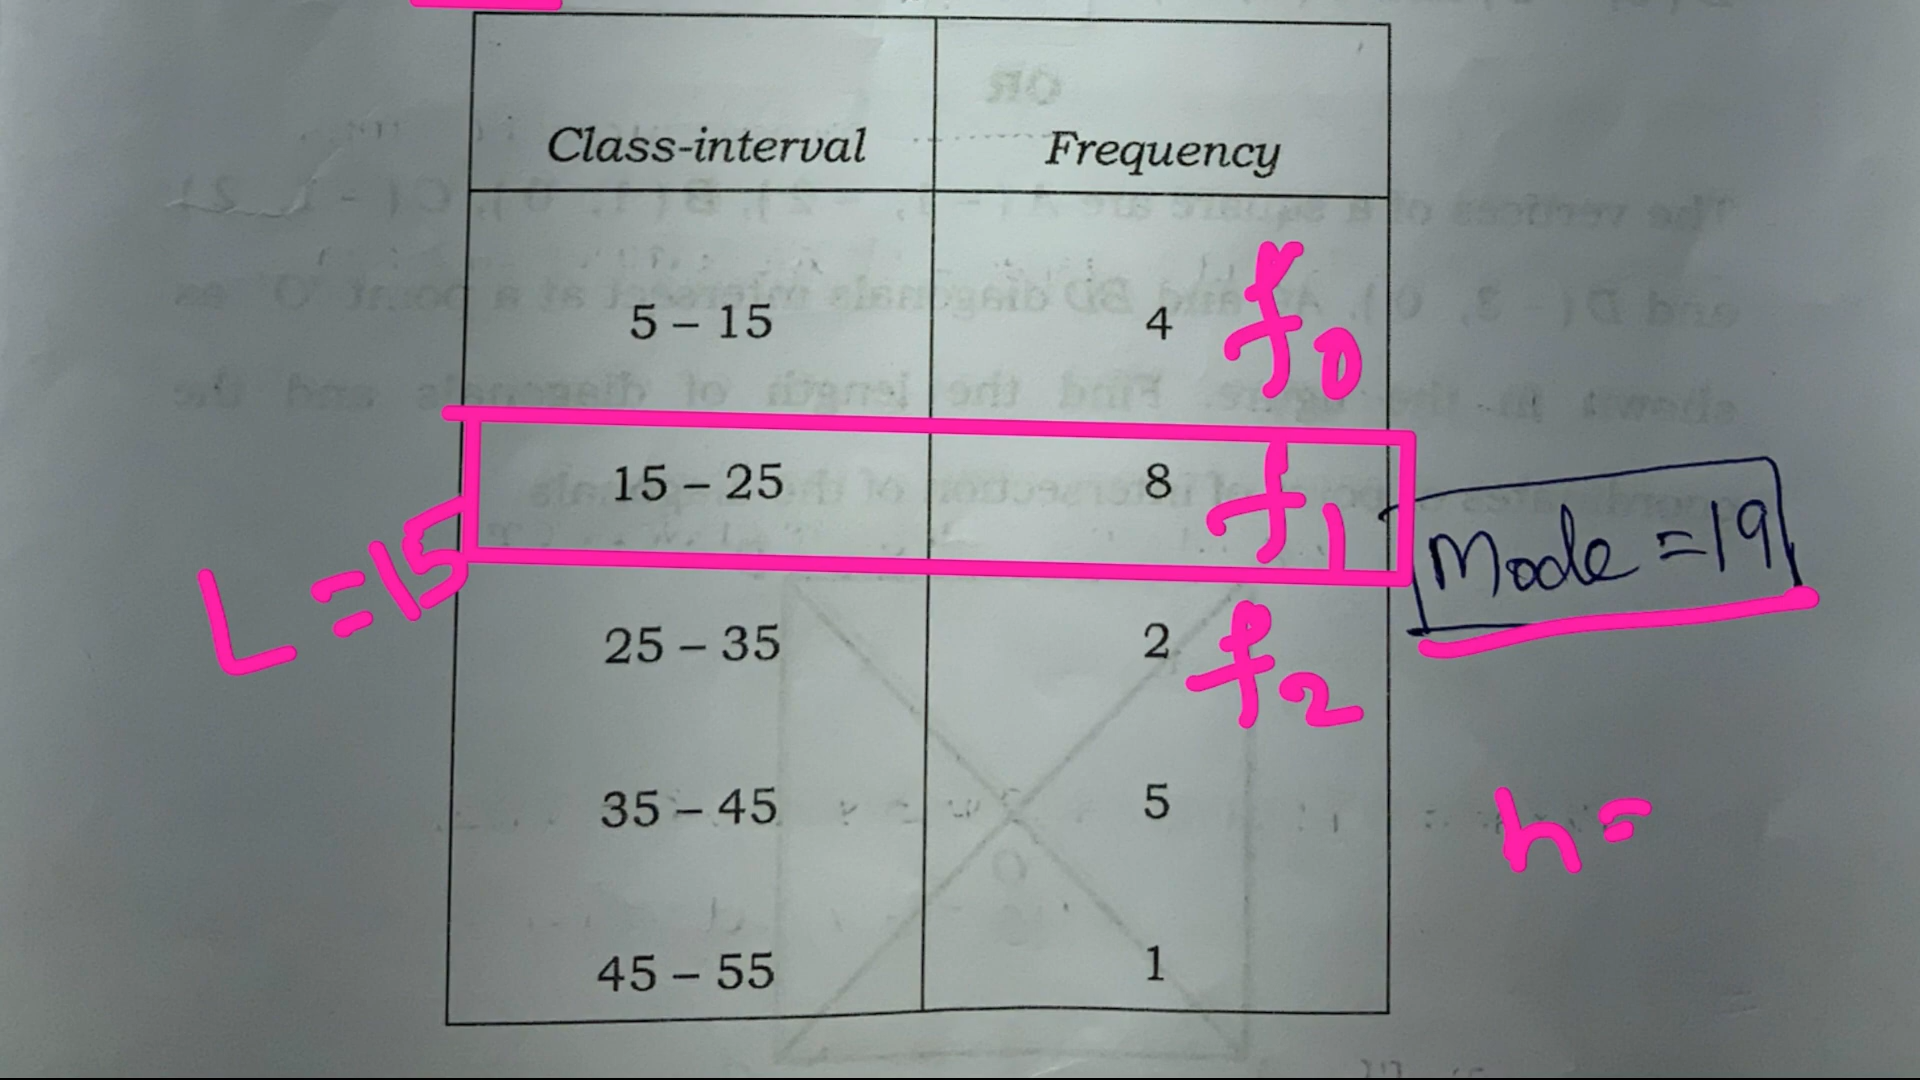 Class-interval Frequency
5 – 15 4 f0
15 – 25 8 f1
L = 15
Mode = 19
25 – 35 2 f2
35 – 45 5
h =
45 – 55 1